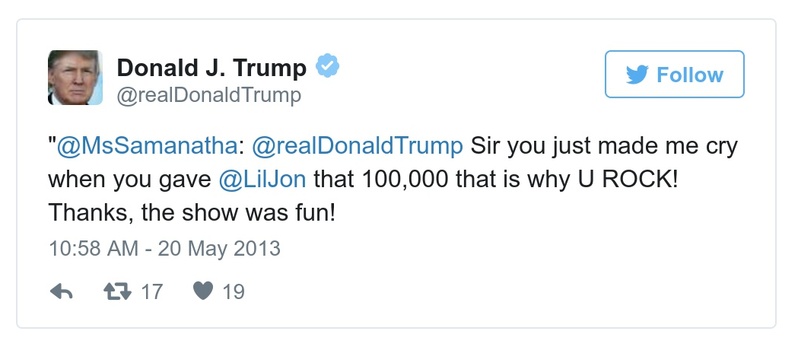 Donald J. Trump
@realDonaldTrump
Follow
"@MsSamanatha: @realDonaldTrump Sir you just made me cry
when you gave @LilJon that 100,000 that is why U ROCK!
Thanks, the show was fun!
10:58 AM - 20 May 2013
17 19